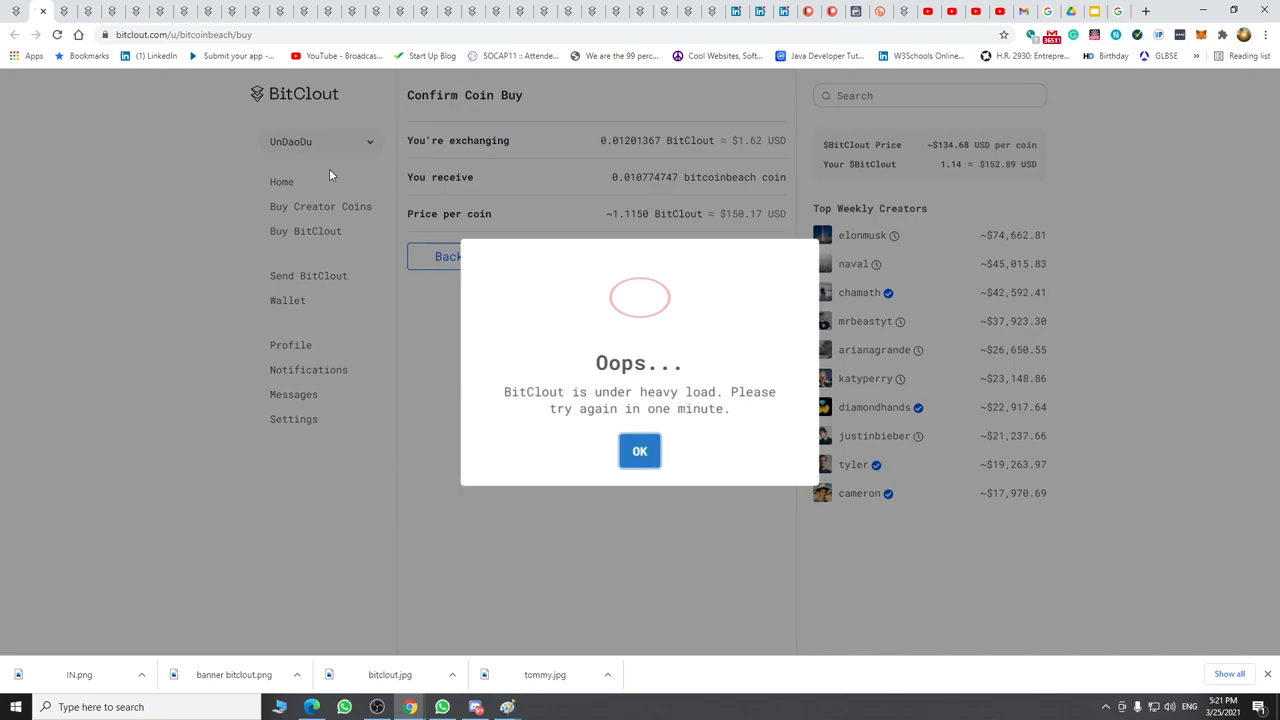 bitclout.com/u/bitcoinbeach/buy
36511
Apps
Bookmarks
(1) LinkedIn
Submit your app -...
YouTube - Broadcas...
Start Up Blog
SOCAP11 :: Attende...
We are the 99 perc...
Cool Websites, Soft...
Java Developer Tut...
W3Schools Online...
H.R. 2930: Entrepre...
HD Birthday
GLBSE
»
Reading list
BitClout
UnDaoDu
Home
Buy Creator Coins
Buy BitClout
Send BitClout
Wallet
Profile
Notifications
Messages
Settings
Confirm Coin Buy
You're exchanging 0.01201367 BitClout ≈ $1.62 USD
You receive 0.010774747 bitcoinbeach coin
Price per coin ~1.1150 BitClout ≈ $150.17 USD
Back
Oops...
BitClout is under heavy load. Please
try again in one minute.
OK
Search
$BitClout Price ~$134.68 USD per coin
Your $BitClout 1.14 = $152.89 USD
Top Weekly Creators
elonmusk ~$74,662.81
naval ~$45,015.83
chamath ~$42,592.41
mrbeastyt ~$37,923.30
arianagrande ~$26,650.55
katyperry ~$23,148.86
diamondhands ~$22,917.64
justinbieber ~$21,237.66
tyler ~$19,263.97
cameron ~$17,970.69
IN.png
banner bitclout.png
bitclout.jpg
tommy.jpg
Show all
Type here to search
ENG
5:21 PM
3/25/2021